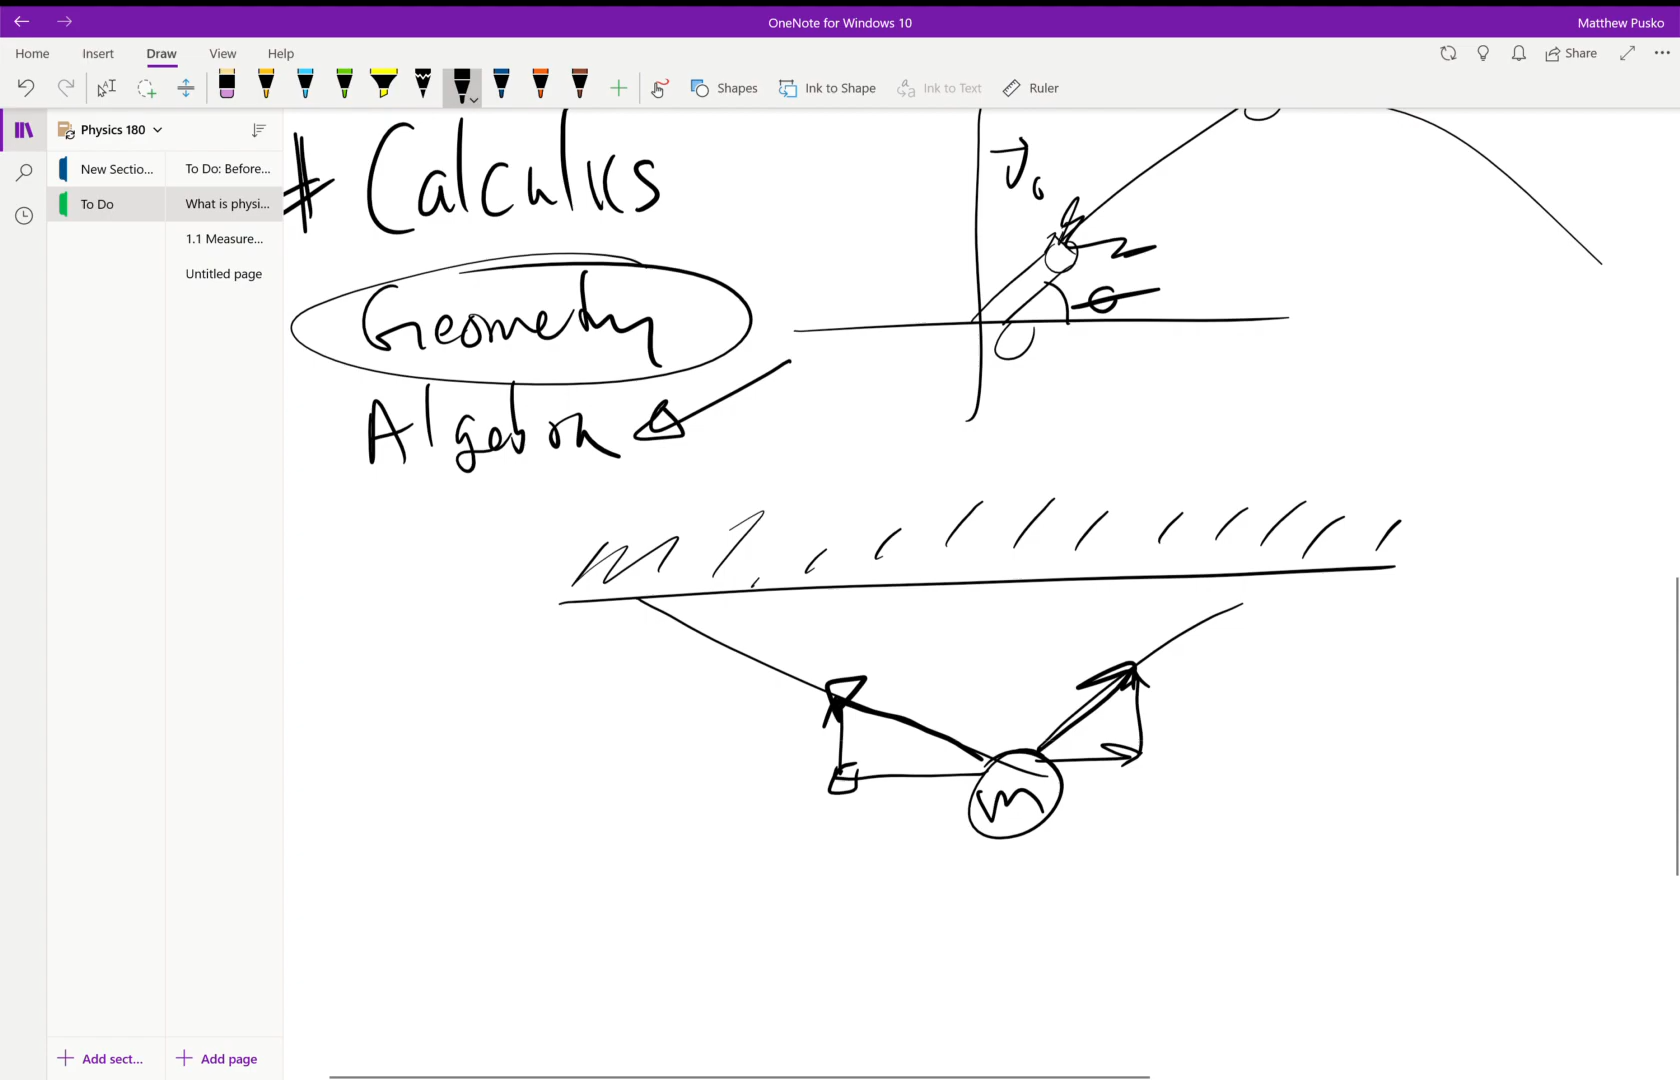 OneNote for Windows 10
Matthew Pusko
Home Insert Draw View Help
Share
Shapes
Ink to Shape
Ink to Text
Ruler
Physics 180
New Sectio...
To Do
To Do: Before...
What is physi...
1.1 Measure...
Untitled page
# Calculus
Geometry
Algebra
v₀
θ
m
Add sect...
Add page